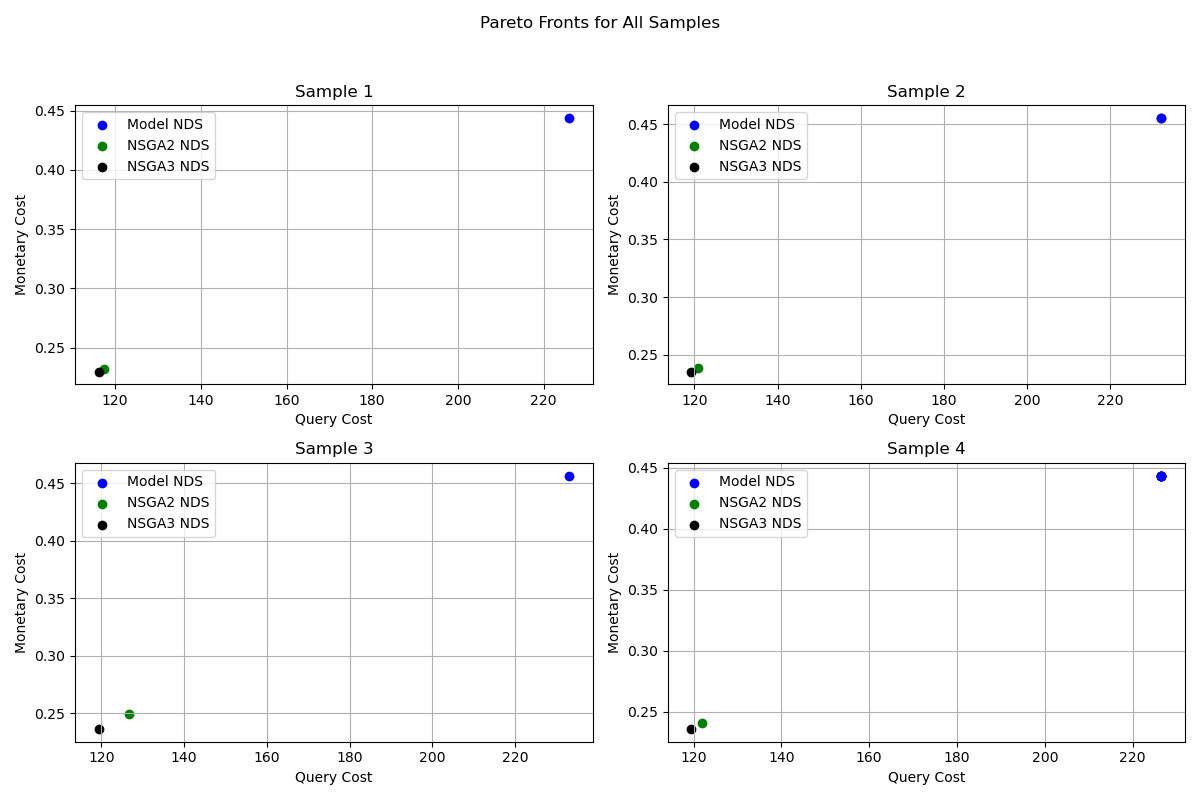 Pareto Fronts for All Samples
Sample 1
Model NDS
NSGA2 NDS
NSGA3 NDS
0.45
0.40
0.35
0.30
0.25
Monetary Cost
120 140 160 180 200 220
Query Cost
Sample 2
Model NDS
NSGA2 NDS
NSGA3 NDS
0.45
0.40
0.35
0.30
0.25
Monetary Cost
120 140 160 180 200 220
Query Cost
Sample 3
Model NDS
NSGA2 NDS
NSGA3 NDS
0.45
0.40
0.35
0.30
0.25
Monetary Cost
120 140 160 180 200 220
Query Cost
Sample 4
Model NDS
NSGA2 NDS
NSGA3 NDS
0.45
0.40
0.35
0.30
0.25
Monetary Cost
120 140 160 180 200 220
Query Cost